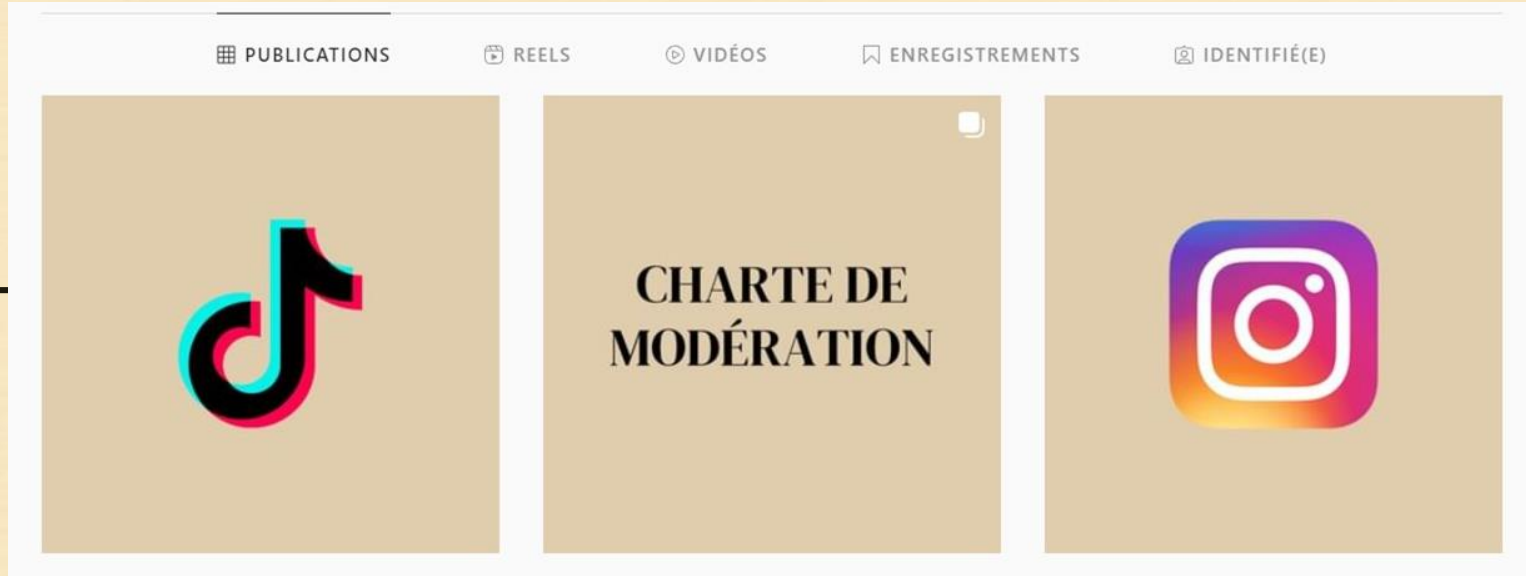 PUBLICATIONS REELS VIDÉOS ENREGISTREMENTS IDENTIFIÉ(E)
CHARTE DE
MODÉRATION